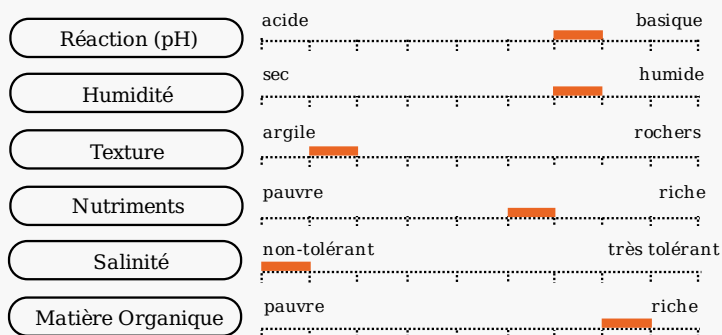 acide basique
Réaction (pH)
sec humide
Humidité
argile rochers
Texture
pauvre riche
Nutriments
non-tolérant très tolérant
Salinité
pauvre riche
Matière Organique